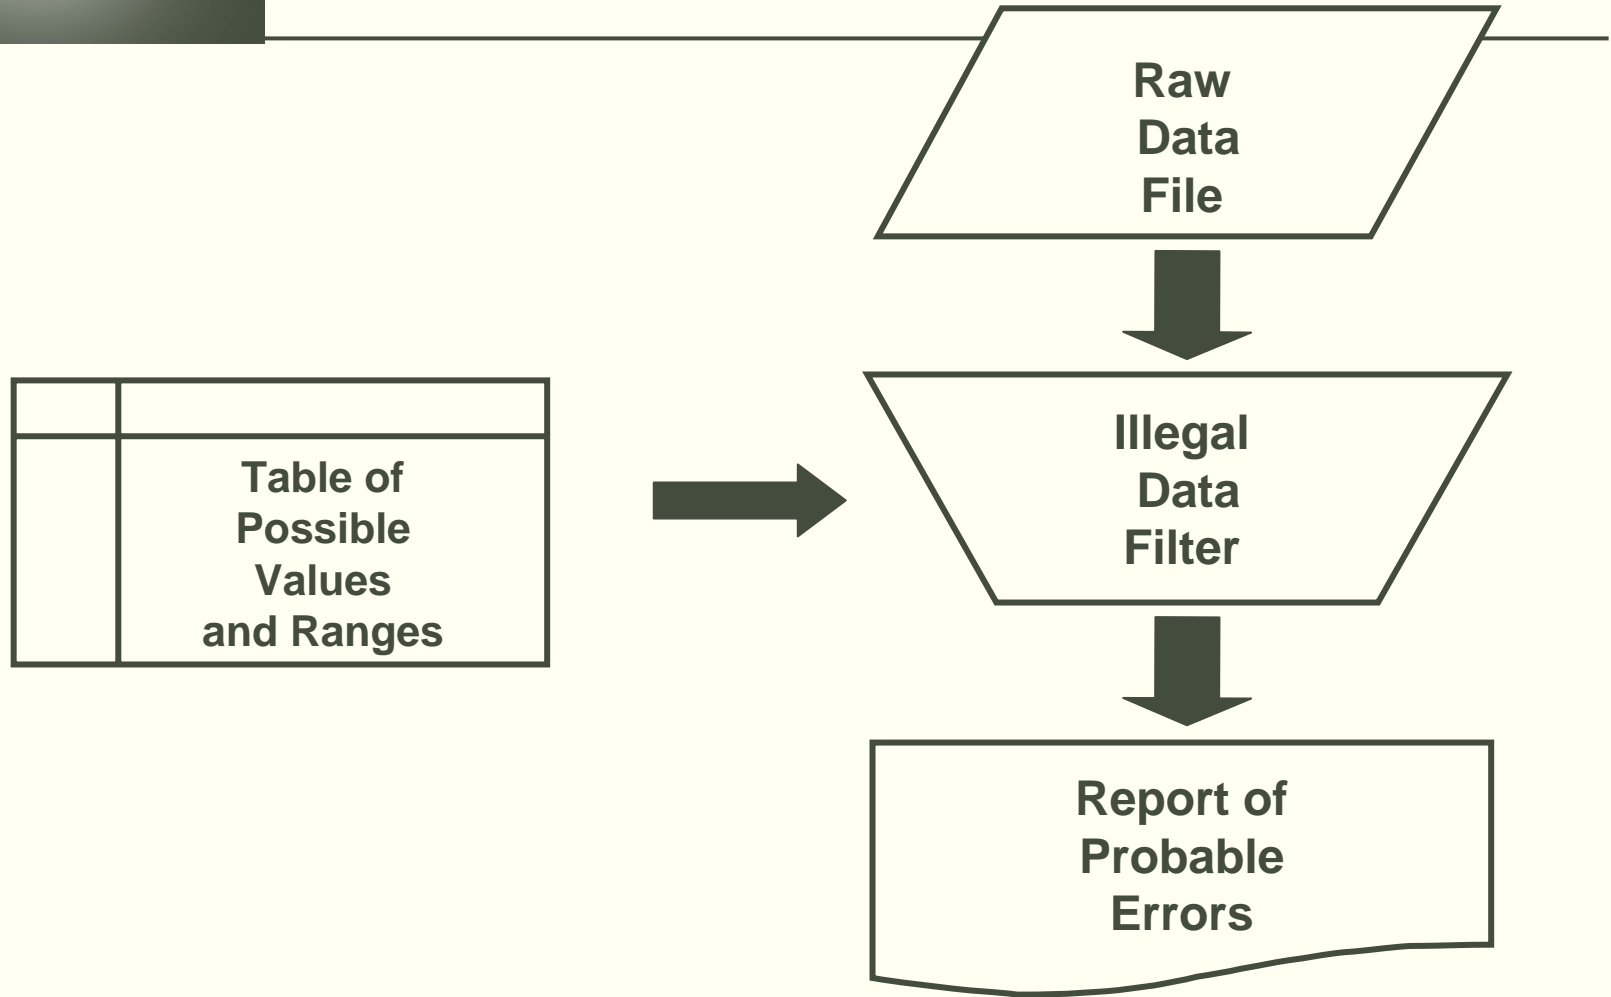 Raw
Data
File
Table of
Possible
Values
and Ranges
Illegal
Data
Filter
Report of
Probable
Errors